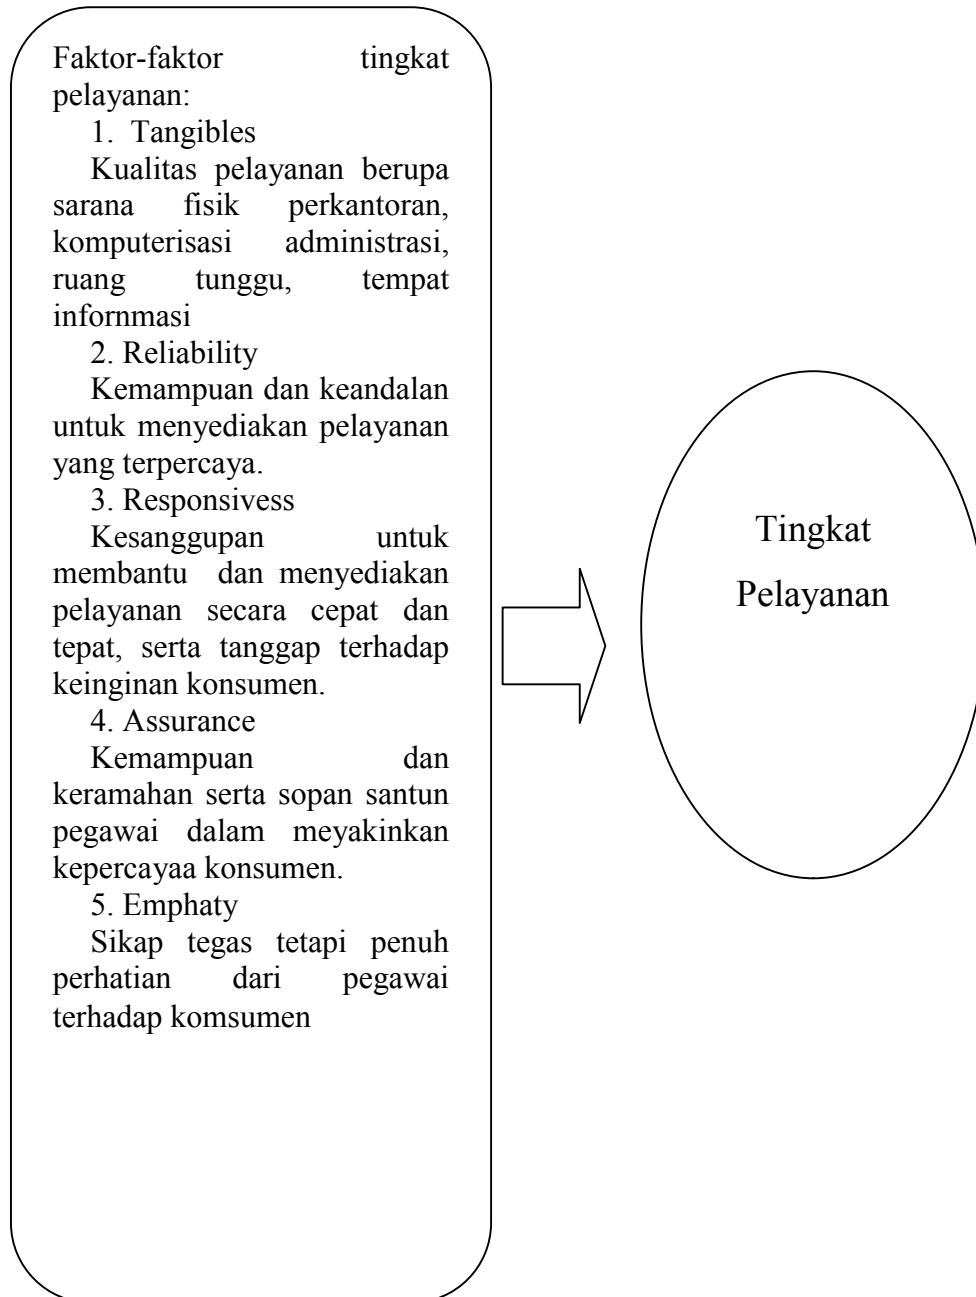 Faktor-faktor tingkat
pelayanan:
1. Tangibles
Kualitas pelayanan berupa
sarana fisik perkantoran,
komputerisasi administrasi,
ruang tunggu, tempat
infornmasi
2. Reliability
Kemampuan dan keandalan
untuk menyediakan pelayanan
yang terpercaya.
3. Responsivess
Kesanggupan untuk
membantu dan menyediakan
pelayanan secara cepat dan
tepat, serta tanggap terhadap
keinginan konsumen.
4. Assurance
Kemampuan dan
keramahan serta sopan santun
pegawai dalam meyakinkan
kepercayaa konsumen.
5. Emphaty
Sikap tegas tetapi penuh
perhatian dari pegawai
terhadap komsumen
Tingkat
Pelayanan